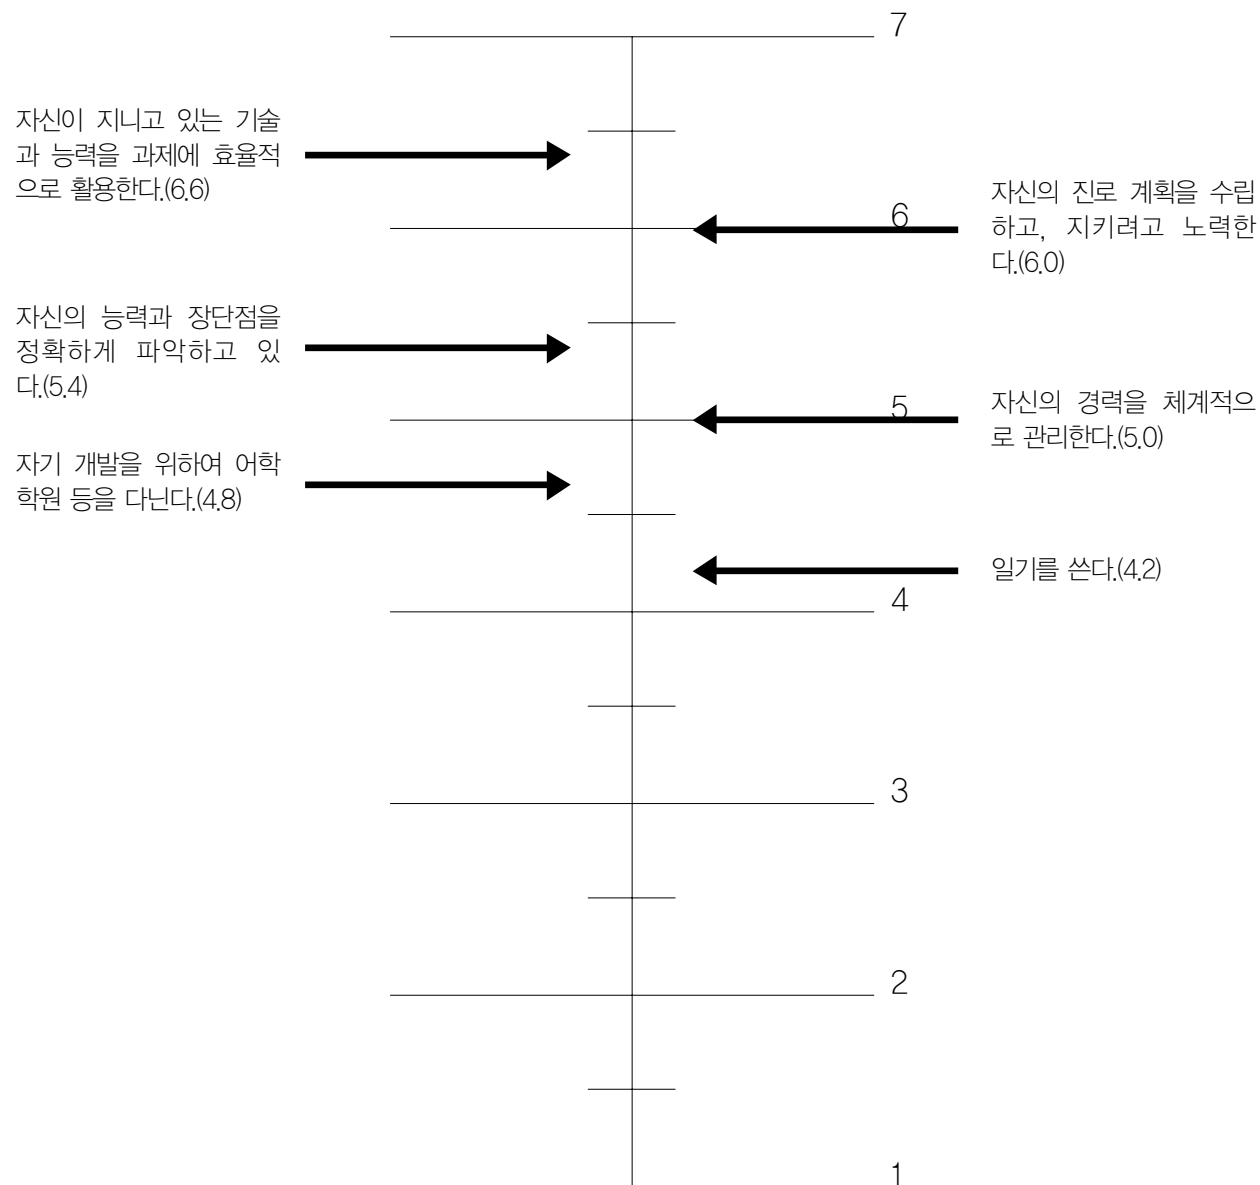 7
자신이 지니고 있는 기술
과 능력을 과제에 효율적
으로 활용한다.(6.6)
6
자신의 진로 계획을 수립
하고, 지키려고 노력한
다.(6.0)
자신의 능력과 장단점을
정확하게 파악하고 있
다.(5.4)
5
자신의 경력을 체계적으
로 관리한다.(5.0)
자기 개발을 위하여 어학
학원 등을 다닌다.(4.8)
일기를 쓴다.(4.2)
4
3
2
1